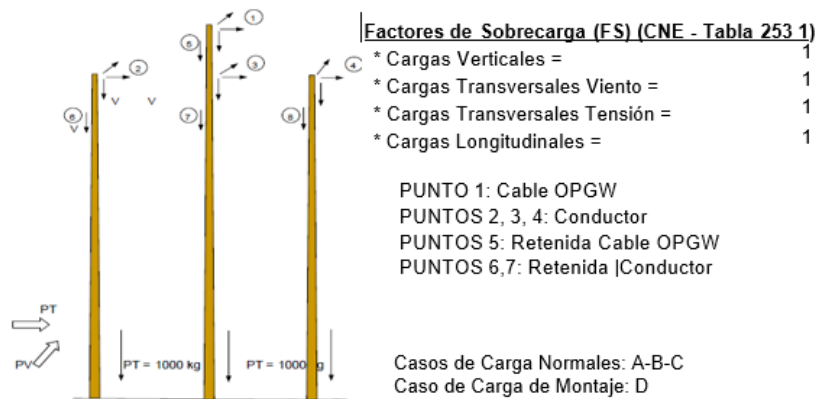 1
5
2
3
4
V
V
6
V
7
8
PT
PV
PT = 1000 kg
PT = 1000 kg
Factores de Sobrecarga (FS) (CNE - Tabla 253 1)
* Cargas Verticales = 1
* Cargas Transversales Viento = 1
* Cargas Transversales Tensión = 1
* Cargas Longitudinales = 1
PUNTO 1: Cable OPGW
PUNTOS 2, 3, 4: Conductor
PUNTOS 5: Retenida Cable OPGW
PUNTOS 6,7: Retenida |Conductor
Casos de Carga Normales: A-B-C
Caso de Carga de Montaje: D